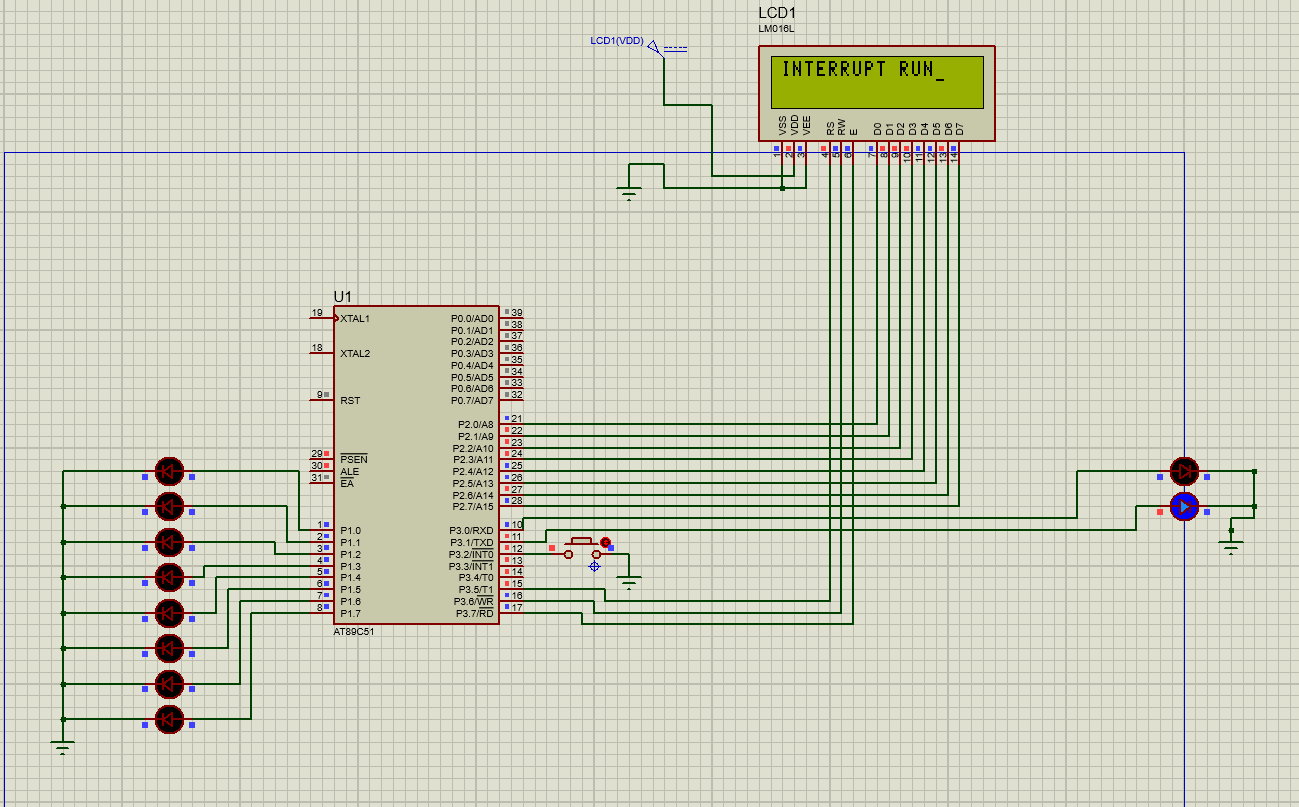 LCD1
LM016L
LCD1(VDD)
INTERRUPT RUN_
VSS VDD VEE RS RW E D0 D1 D2 D3 D4 D5 D6 D7
1 2 3 4 5 6 7 8 9 10 11 12 13 14
U1
19 XTAL1 P0.0/AD0 39
P0.1/AD1 38
P0.2/AD2 37
18 XTAL2 P0.3/AD3 36
P0.4/AD4 35
P0.5/AD5 34
P0.6/AD6 33
9 RST P0.7/AD7 32
P2.0/A8 21
P2.1/A9 22
P2.2/A10 23
29 PSEN P2.3/A11 24
30 ALE P2.4/A12 25
31 EA P2.5/A13 26
P2.6/A14 27
P2.7/A15 28
1 P1.0 P3.0/RXD 10
2 P1.1 P3.1/TXD 11
3 P1.2 P3.2/INT0 12
4 P1.3 P3.3/INT1 13
5 P1.4 P3.4/T0 14
6 P1.5 P3.5/T1 15
7 P1.6 P3.6/WR 16
8 P1.7 P3.7/RD 17
AT89C51